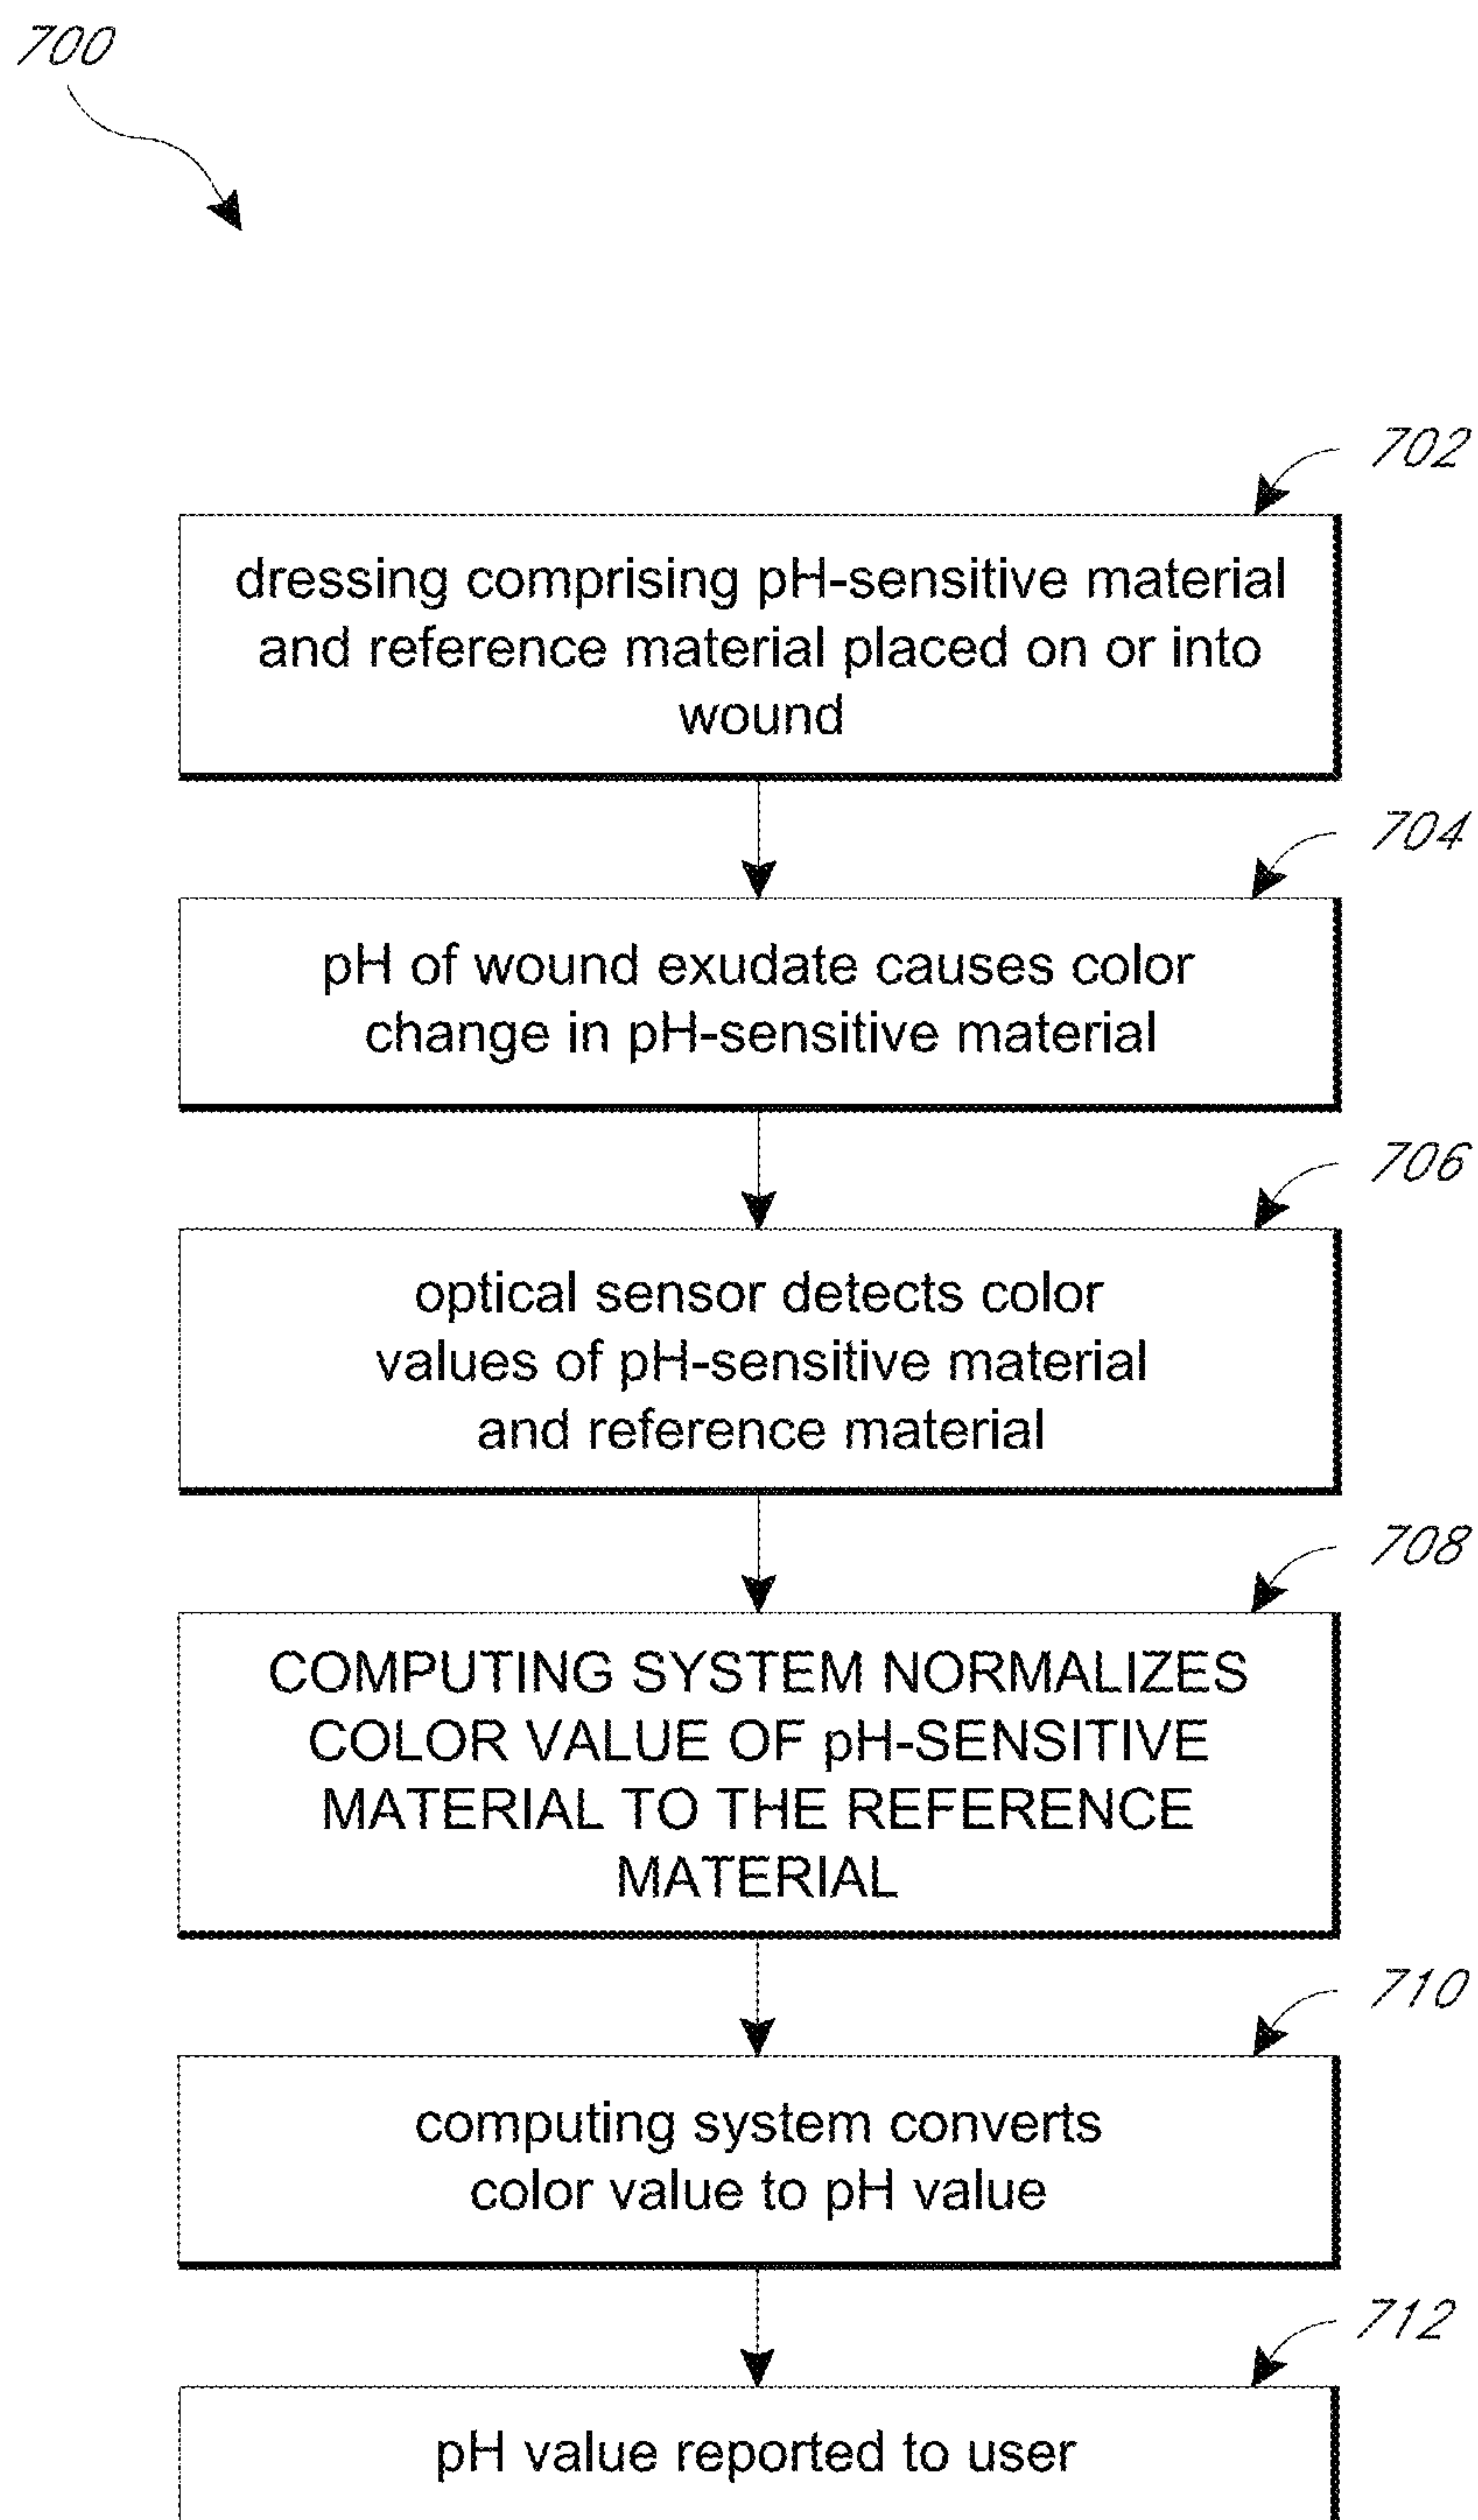 700
702
dressing comprising pH-sensitive material
and reference material placed on or into
wound
704
pH of wound exudate causes color
change in pH-sensitive material
706
optical sensor detects color
values of pH-sensitive material
and reference material
708
COMPUTING SYSTEM NORMALIZES
COLOR VALUE OF pH-SENSITIVE
MATERIAL TO THE REFERENCE
MATERIAL
710
computing system converts
color value to pH value
712
pH value reported to user